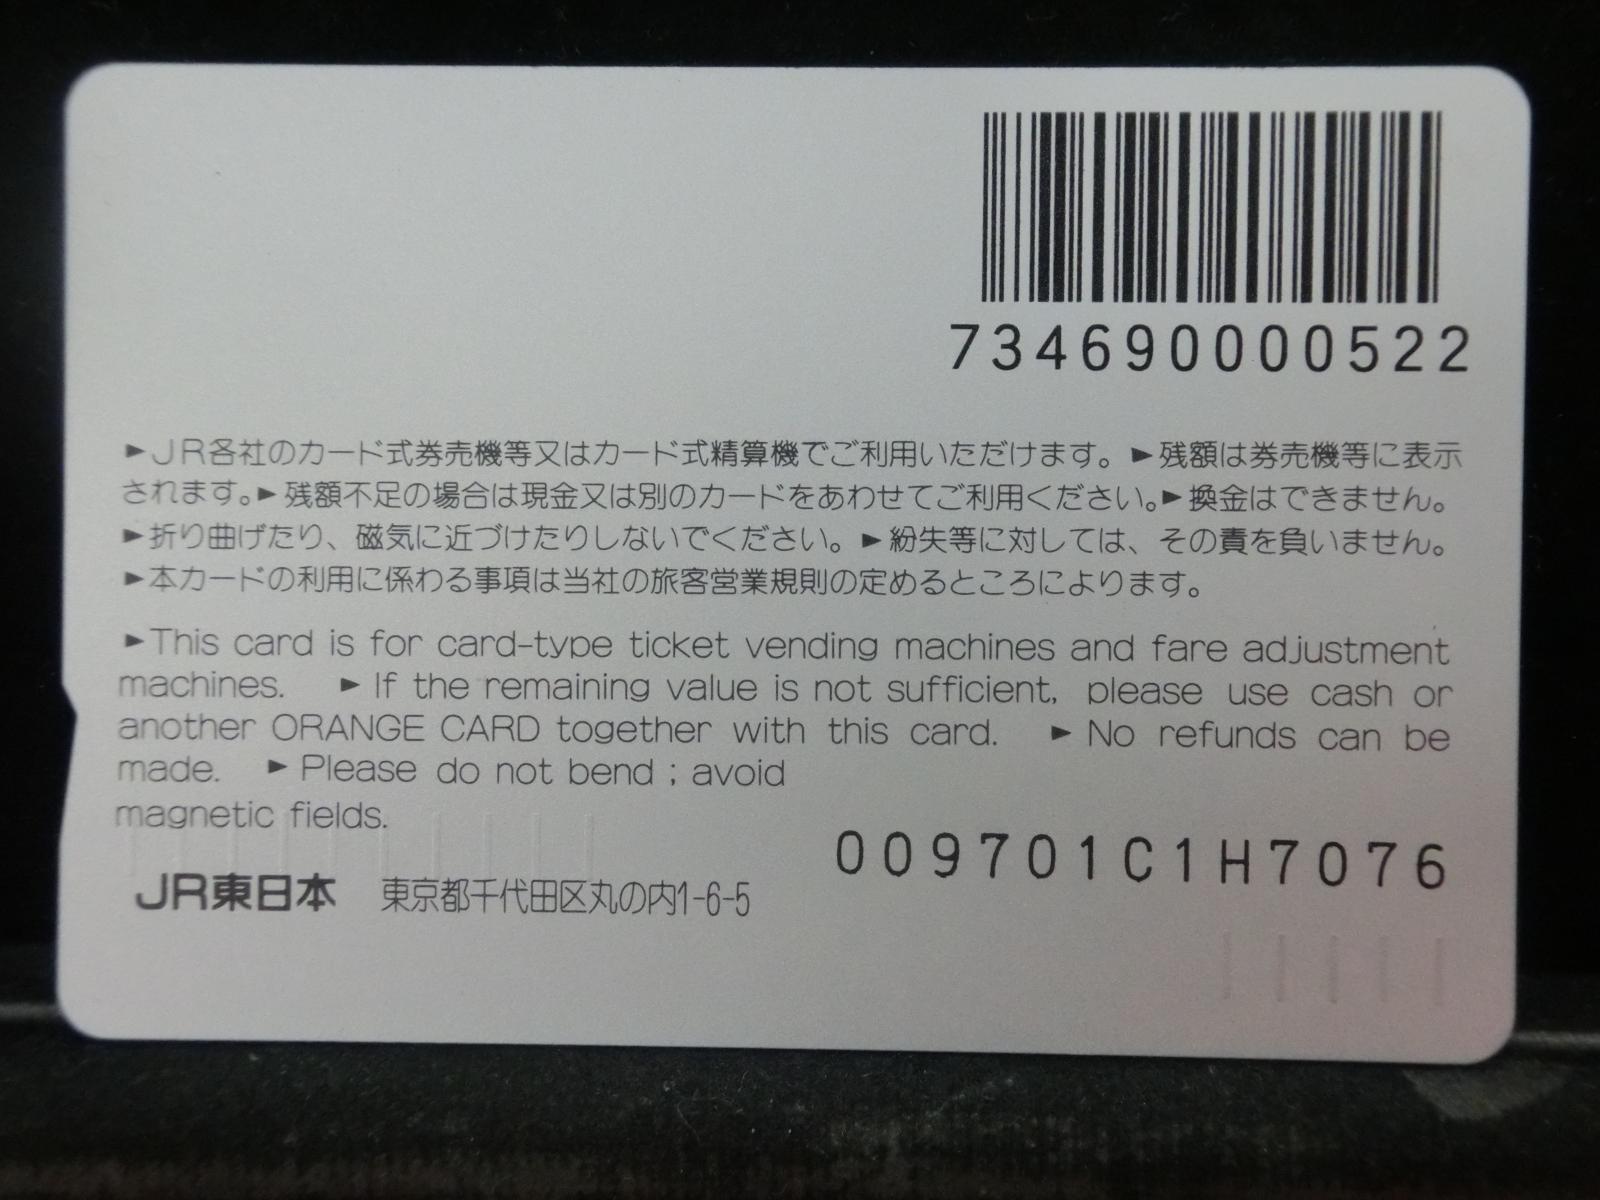 734690000522
►JR各社のカード式券売機等又はカード式精算機でご利用いただけます。►残額は券売機等に表示
されます。►残額不足の場合は現金又は別のカードをあわせてご利用ください。►換金はできません。
►折り曲げたり、磁気に近づけたりしないでください。►紛失等に対しては、その責を負いません。
►本カードの利用に係わる事項は当社の旅客営業規則の定めるところによります。
►This card is for card-type ticket vending machines and fare adjustment
machines. ►If the remaining value is not sufficient, please use cash or
another ORANGE CARD together with this card. ►No refunds can be
made. ►Please do not bend ; avoid
magnetic fields.
009701C1H7076
JR東日本 東京都千代田区丸の内1-6-5